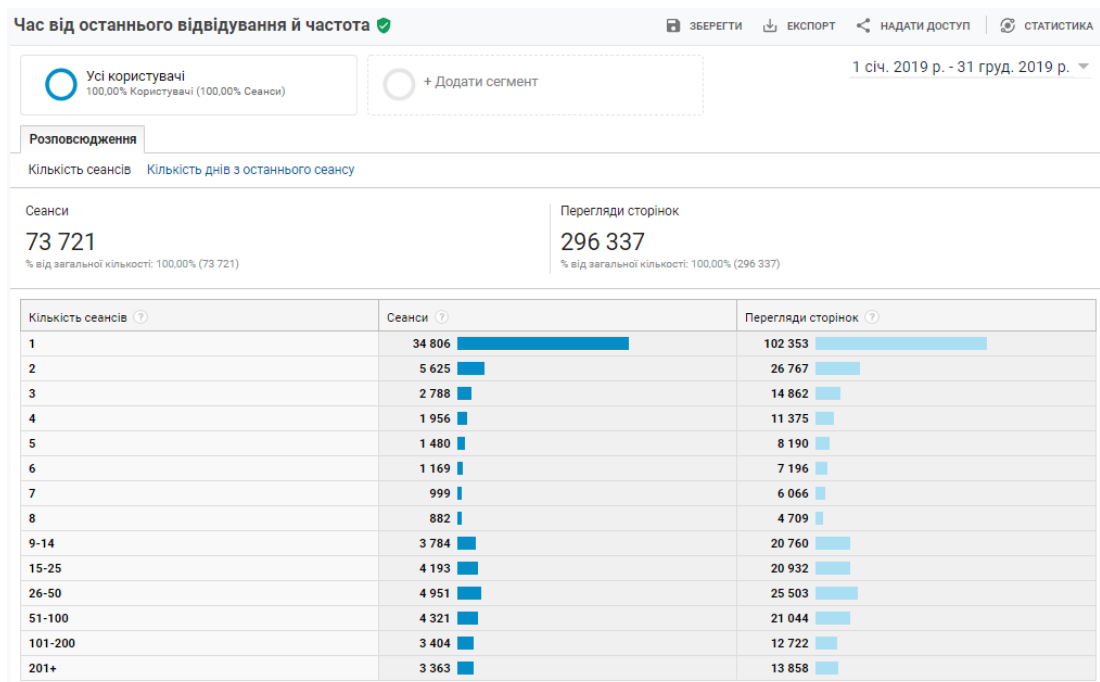 Час від останнього відвідування й частота
ЗБЕРЕГТИ ЕКСПОРТ НАДАТИ ДОСТУП СТАТИСТИКА
Усі користувачі
100,00% Користувачі (100,00% Сеанси)
+ Додати сегмент
1 січ. 2019 р. - 31 груд. 2019 р.
Розповсюдження
Кількість сеансів Кількість днів з останнього сеансу
Сеанси Перегляди сторінок
73 721 296 337
% від загальної кількості: 100,00% (73 721) % від загальної кількості: 100,00% (296 337)
Кількість сеансів ? Сеанси ? Перегляди сторінок ?
1 34 806 102 353
2 5 625 26 767
3 2 788 14 862
4 1 956 11 375
5 1 480 8 190
6 1 169 7 196
7 999 6 066
8 882 4 709
9-14 3 784 20 760
15-25 4 193 20 932
26-50 4 951 25 503
51-100 4 321 21 044
101-200 3 404 12 722
201+ 3 363 13 858